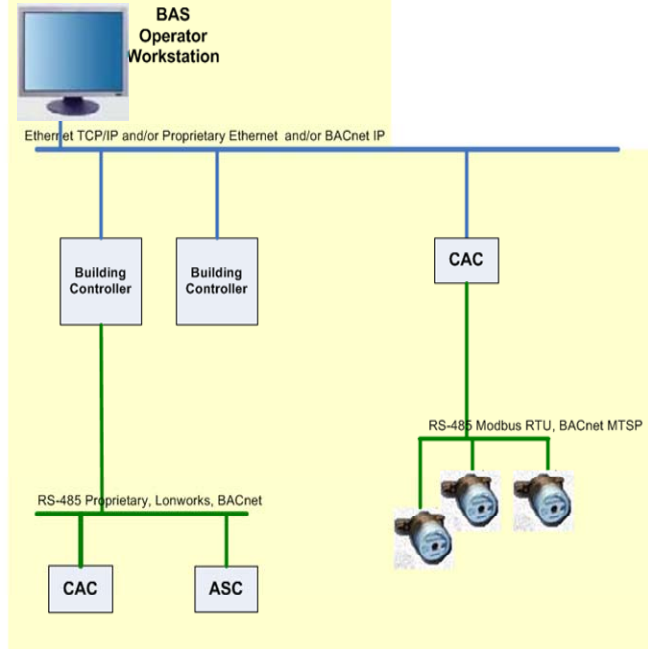 BAS
Operator
Workstation
Ethernet TCP/IP and/or Proprietary Ethernet and/or BACnet IP
Building
Controller
Building
Controller
CAC
RS-485 Modbus RTU, BACnet MTSP
RS-485 Proprietary, Lonworks, BACnet
CAC
ASC